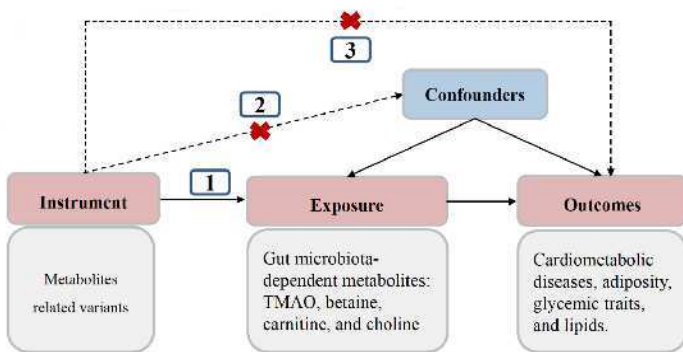 3
2
Confounders
1
Instrument
Exposure
Outcomes
Metabolites
related variants
Gut microbiota-
dependent metabolites:
TMAO, betaine,
carnitine, and choline
Cardiometabolic
diseases, adiposity,
glycemic traits,
and lipids.